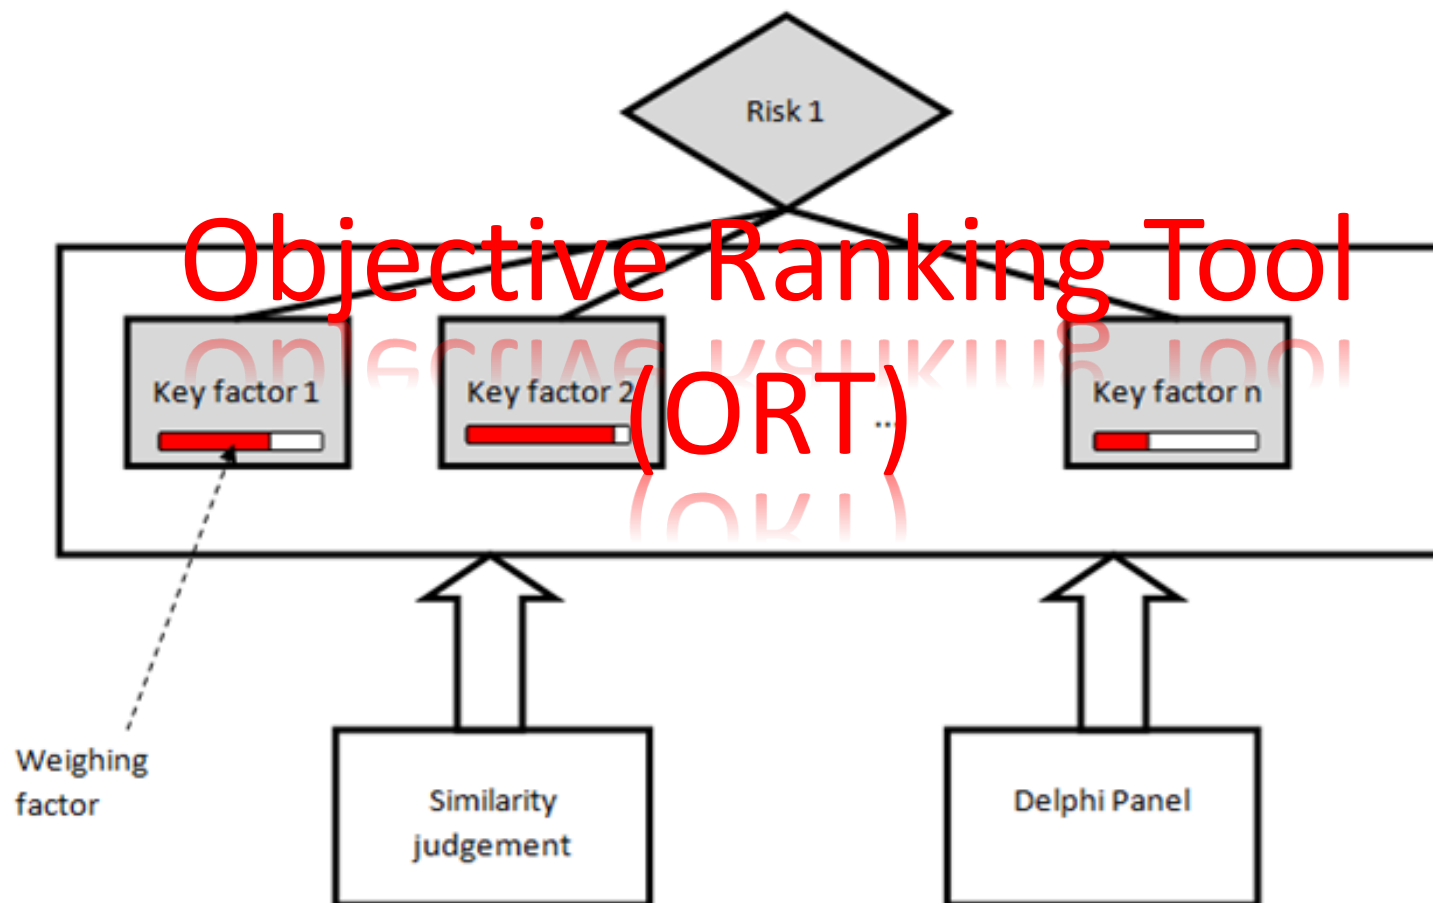 Risk 1
Objective Ranking Tool
(ORT)
Key factor 1
Key factor 2
...
Key factor n
Weighing
factor
Similarity
judgement
Delphi Panel